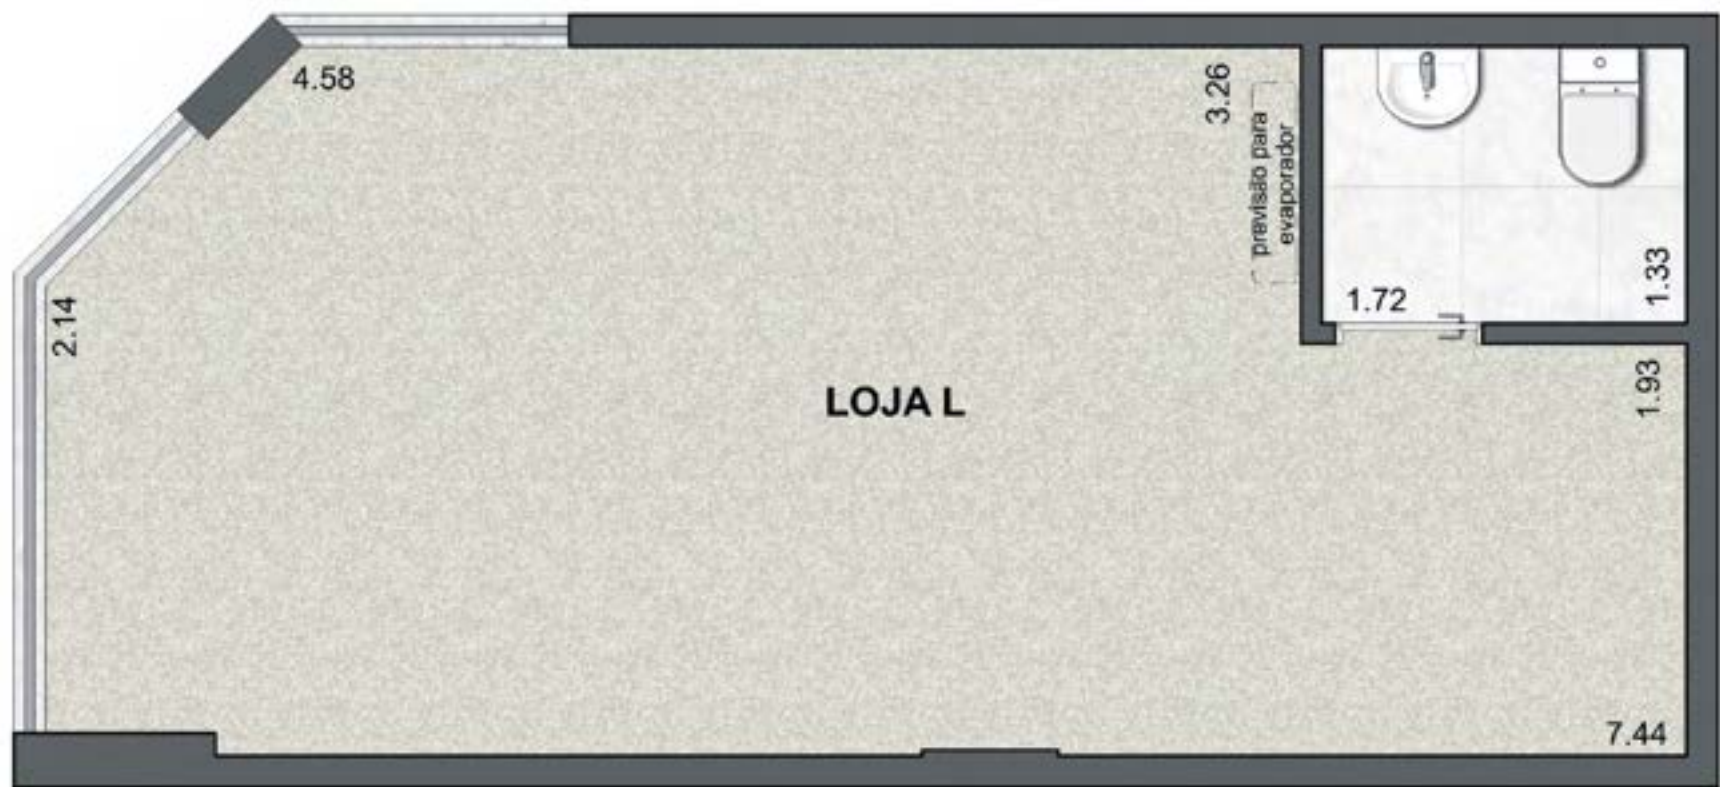 4.58
3.26
previsão para
evaporador
1.72
1.33
2.14
LOJA L
1.93
7.44